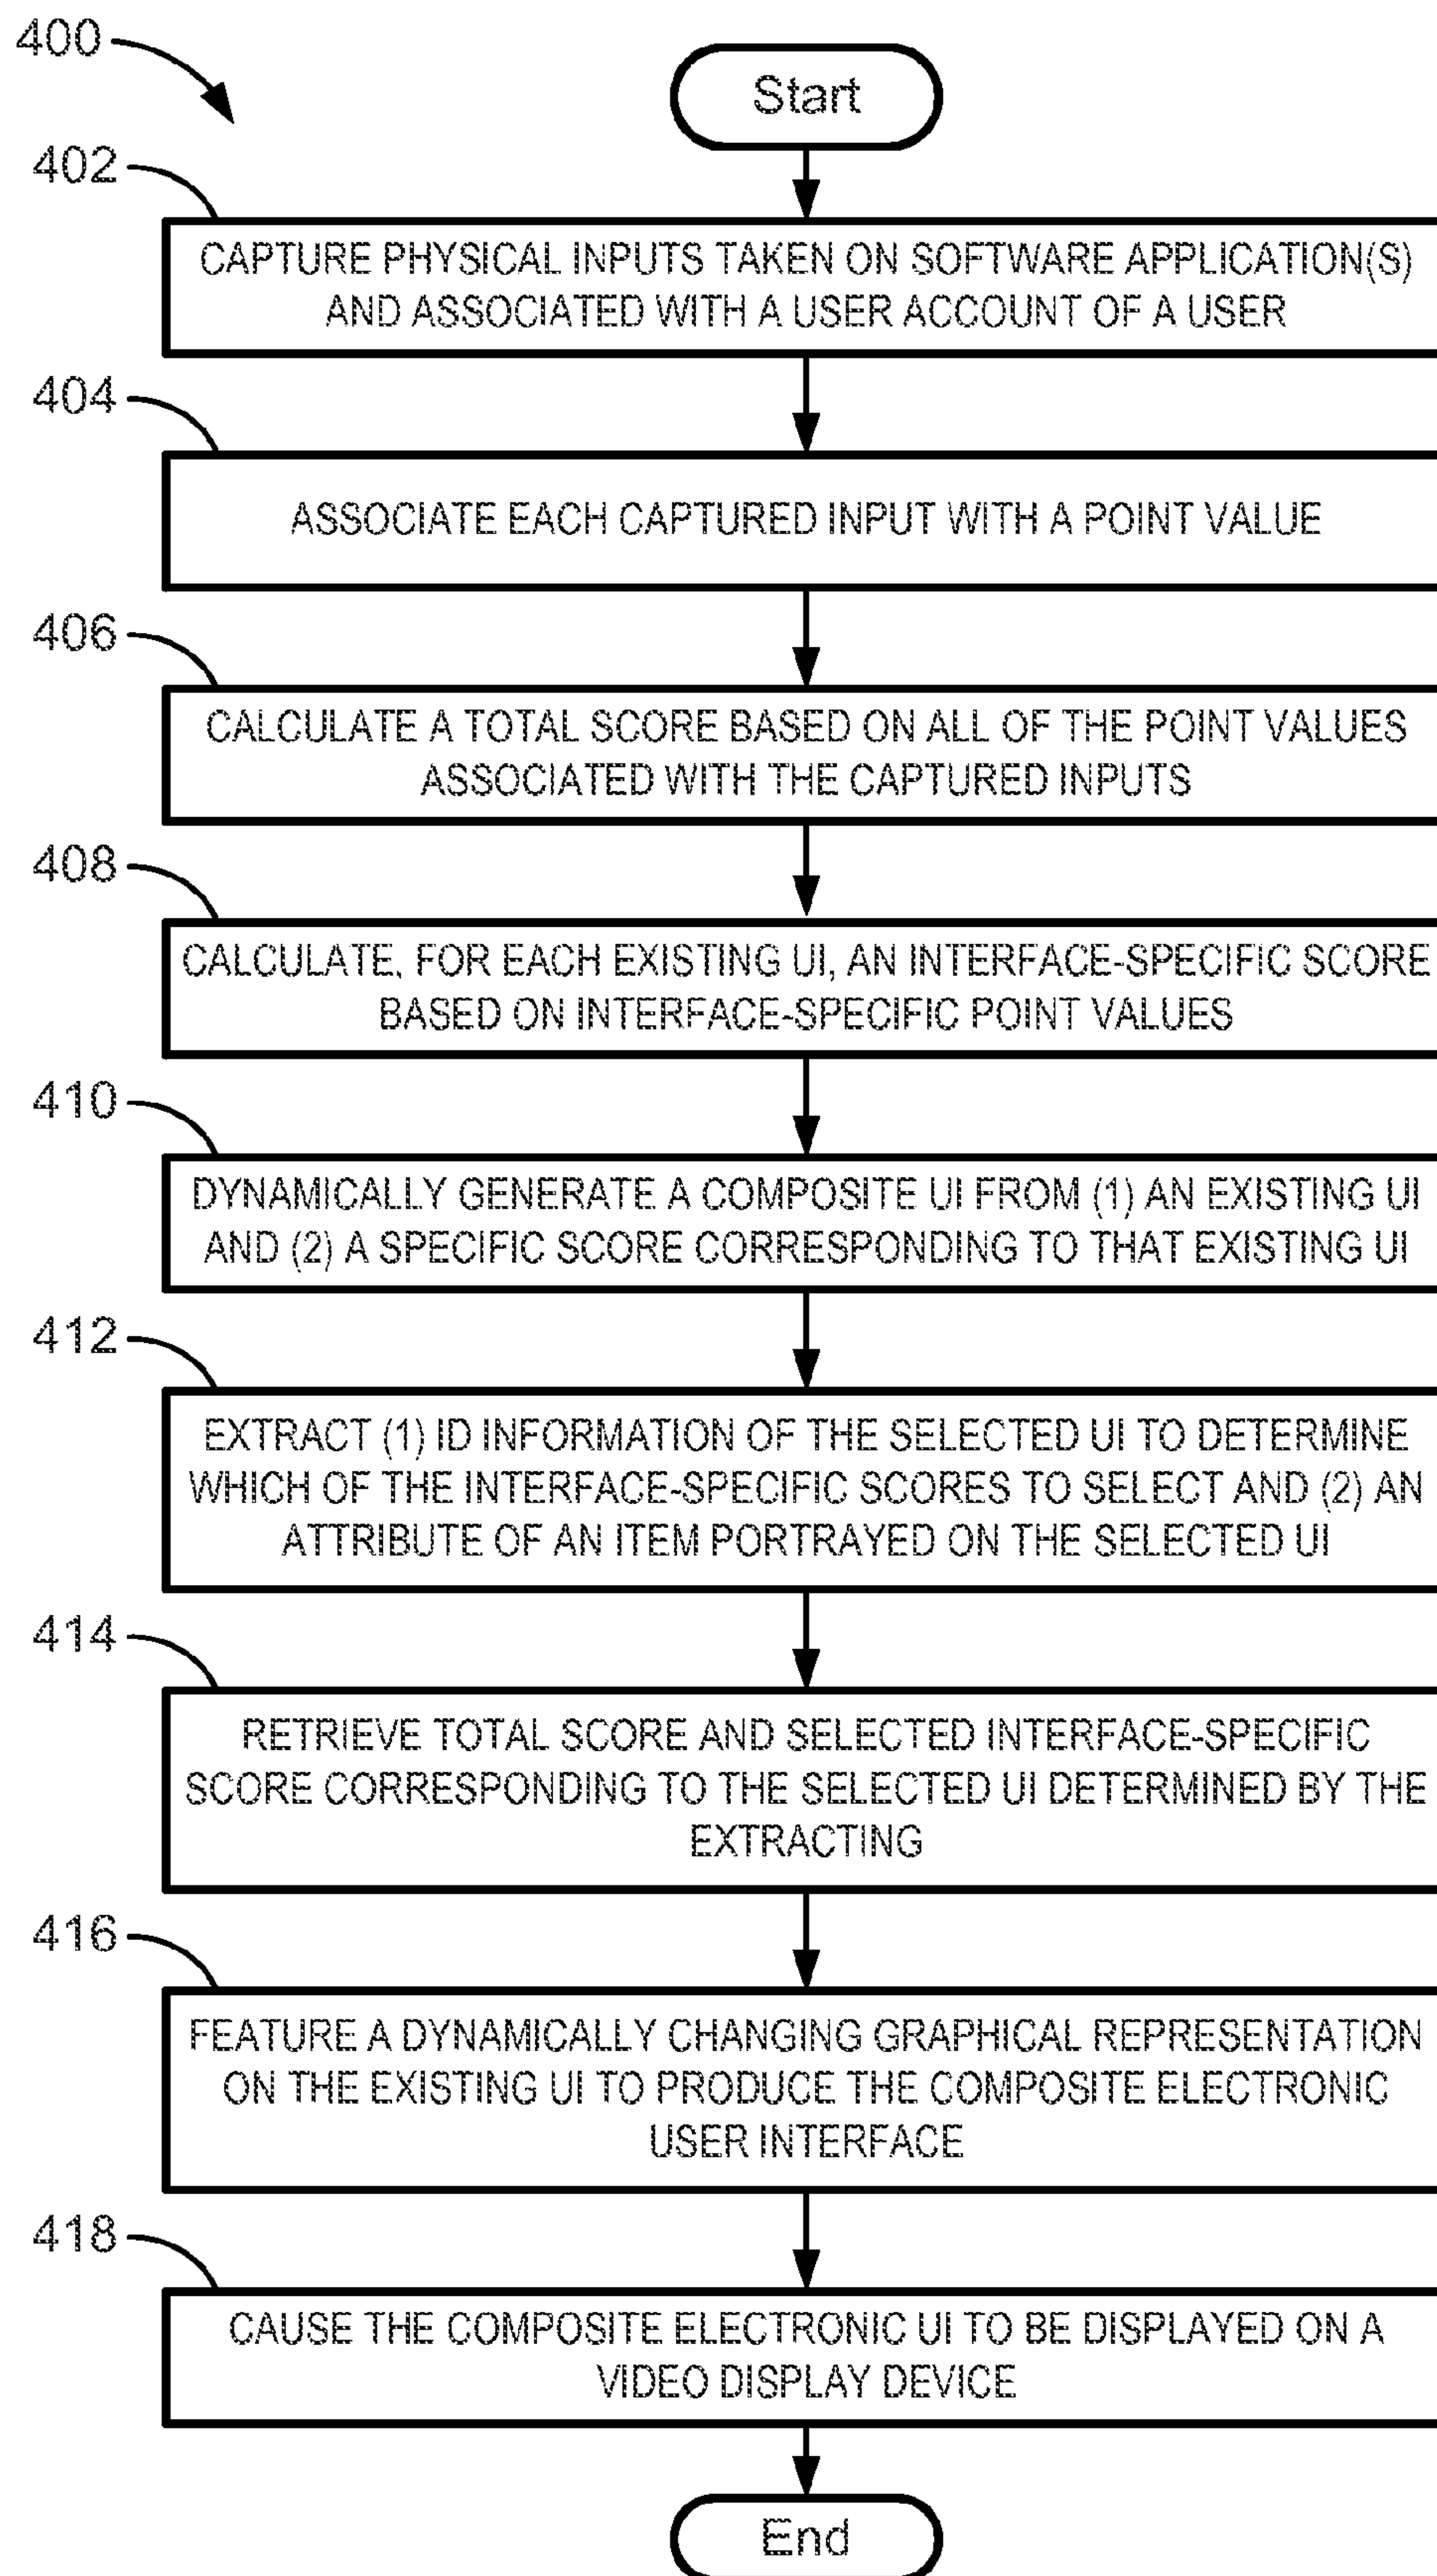 400
Start
402
CAPTURE PHYSICAL INPUTS TAKEN ON SOFTWARE APPLICATION(S)
AND ASSOCIATED WITH A USER ACCOUNT OF A USER
404
ASSOCIATE EACH CAPTURED INPUT WITH A POINT VALUE
406
CALCULATE A TOTAL SCORE BASED ON ALL OF THE POINT VALUES
ASSOCIATED WITH THE CAPTURED INPUTS
408
CALCULATE, FOR EACH EXISTING UI, AN INTERFACE-SPECIFIC SCORE
BASED ON INTERFACE-SPECIFIC POINT VALUES
410
DYNAMICALLY GENERATE A COMPOSITE UI FROM (1) AN EXISTING UI
AND (2) A SPECIFIC SCORE CORRESPONDING TO THAT EXISTING UI
412
EXTRACT (1) ID INFORMATION OF THE SELECTED UI TO DETERMINE
WHICH OF THE INTERFACE-SPECIFIC SCORES TO SELECT AND (2) AN
ATTRIBUTE OF AN ITEM PORTRAYED ON THE SELECTED UI
414
RETRIEVE TOTAL SCORE AND SELECTED INTERFACE-SPECIFIC
SCORE CORRESPONDING TO THE SELECTED UI DETERMINED BY THE
EXTRACTING
416
FEATURE A DYNAMICALLY CHANGING GRAPHICAL REPRESENTATION
ON THE EXISTING UI TO PRODUCE THE COMPOSITE ELECTRONIC
USER INTERFACE
418
CAUSE THE COMPOSITE ELECTRONIC UI TO BE DISPLAYED ON A
VIDEO DISPLAY DEVICE
End